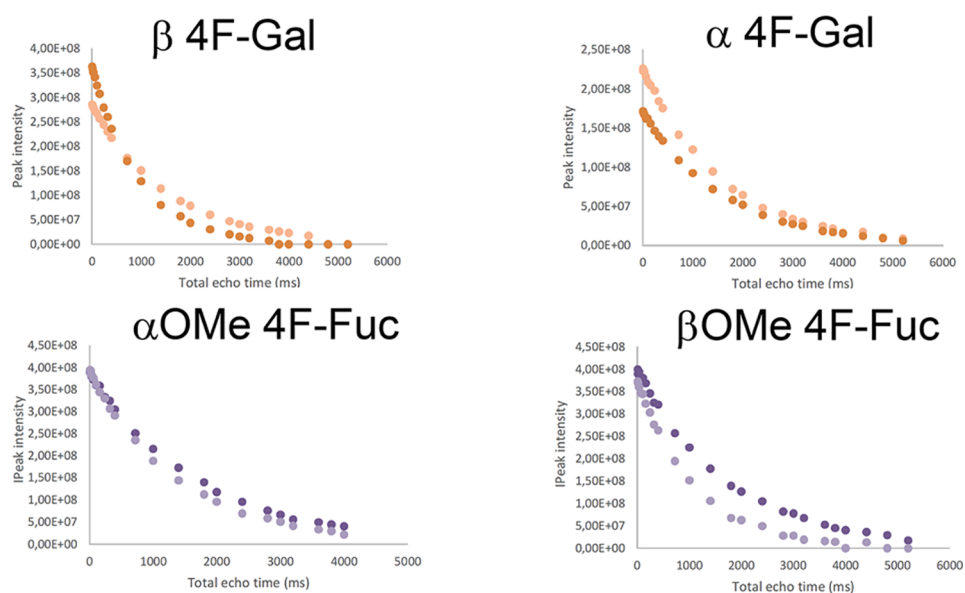 β 4F-Gal
4,00E+08
3,50E+08
3,00E+08
2,50E+08
2,00E+08
1,50E+08
1,00E+08
5,00E+07
0,00E+00
Peak intensity
0 1000 2000 3000 4000 5000 6000
Total echo time (ms)
α 4F-Gal
2,50E+08
2,00E+08
1,50E+08
1,00E+08
5,00E+07
0,00E+00
Peak intensity
0 1000 2000 3000 4000 5000 6000
Total echo time (ms)
αOMe 4F-Fuc
4,50E+08
4,00E+08
3,50E+08
3,00E+08
2,50E+08
2,00E+08
1,50E+08
1,00E+08
5,00E+07
0,00E+00
IPeak intensity
0 1000 2000 3000 4000 5000
Total echo time (ms)
βOMe 4F-Fuc
4,50E+08
4,00E+08
3,50E+08
3,00E+08
2,50E+08
2,00E+08
1,50E+08
1,00E+08
5,00E+07
0,00E+00
IPeak intensity
0 1000 2000 3000 4000 5000 6000
Total echo time (ms)